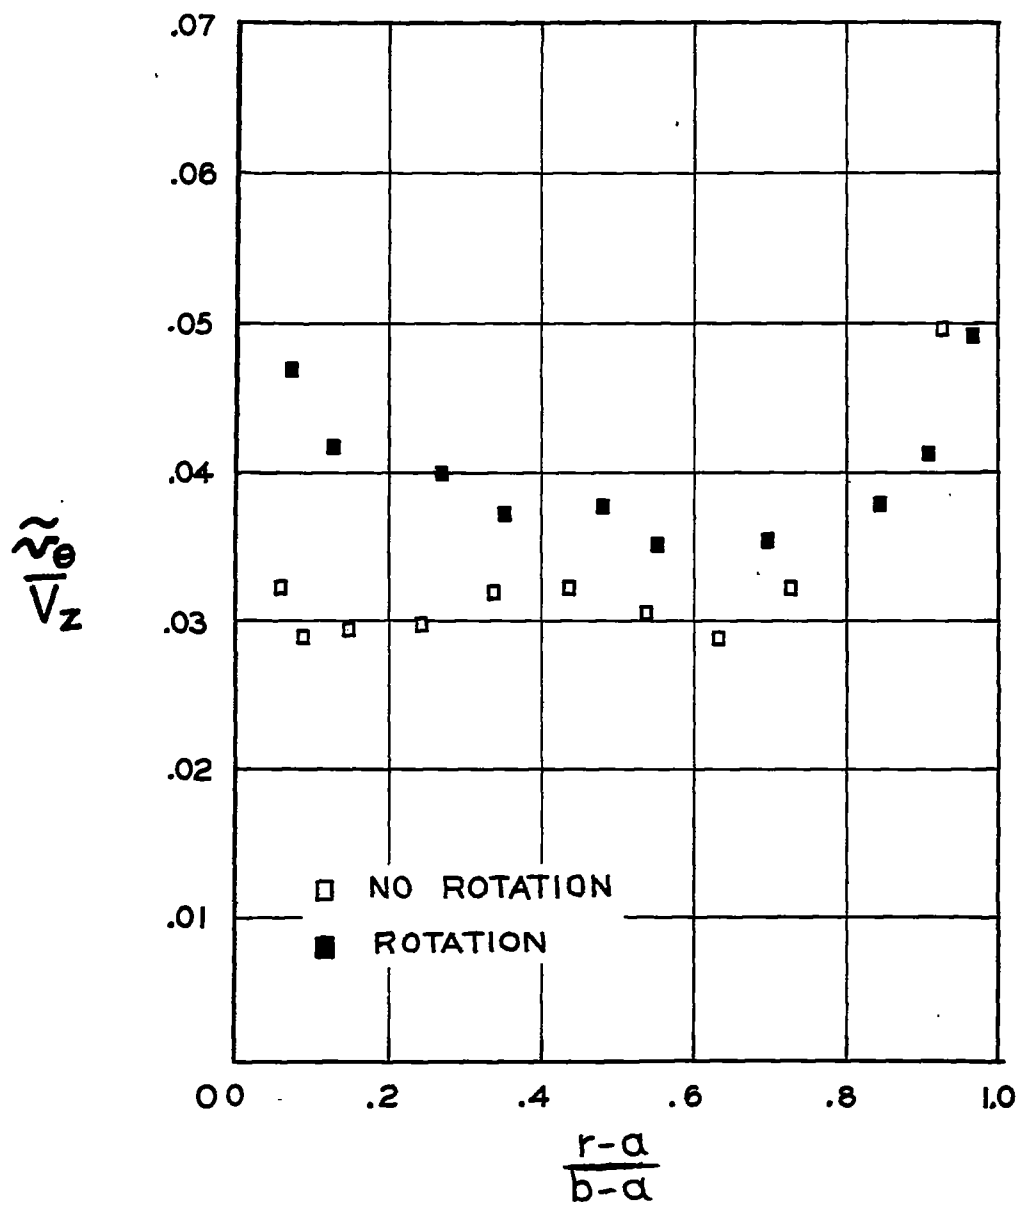 .07
.06
.05
.04
.03
.02
.01
ṽθ
V̅z
NO ROTATION
ROTATION
0 0 .2 .4 .6 .8 1.0
r-a
b-a